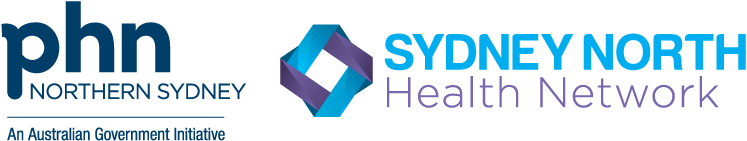 phn
NORTHERN SYDNEY
An Australian Government Initiative
SYDNEY NORTH
Health Network